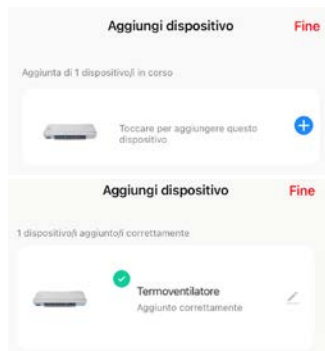 Aggiungi dispositivo Fine
Aggiunta di 1 dispositivo/i in corso
Toccare per aggiungere questo
dispositivo
Aggiungi dispositivo Fine
1 dispositivo/i aggiunto/i correttamente
Termoventilatore
Aggiunto correttamente